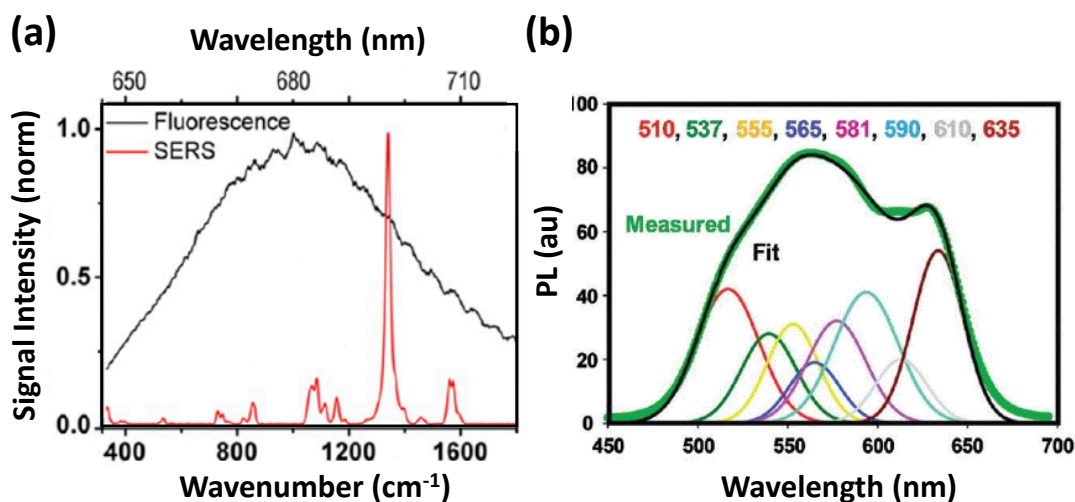 (a)
Wavelength (nm)
650 680 710
Signal Intensity (norm)
1.0
0.5
0.0
Fluorescence
SERS
400 800 1200 1600
Wavenumber (cm-1)
(b)
PL (au)
100
80
60
40
20
0
510, 537, 555, 565, 581, 590, 610, 635
Measured
Fit
450 500 550 600 650 700
Wavelength (nm)